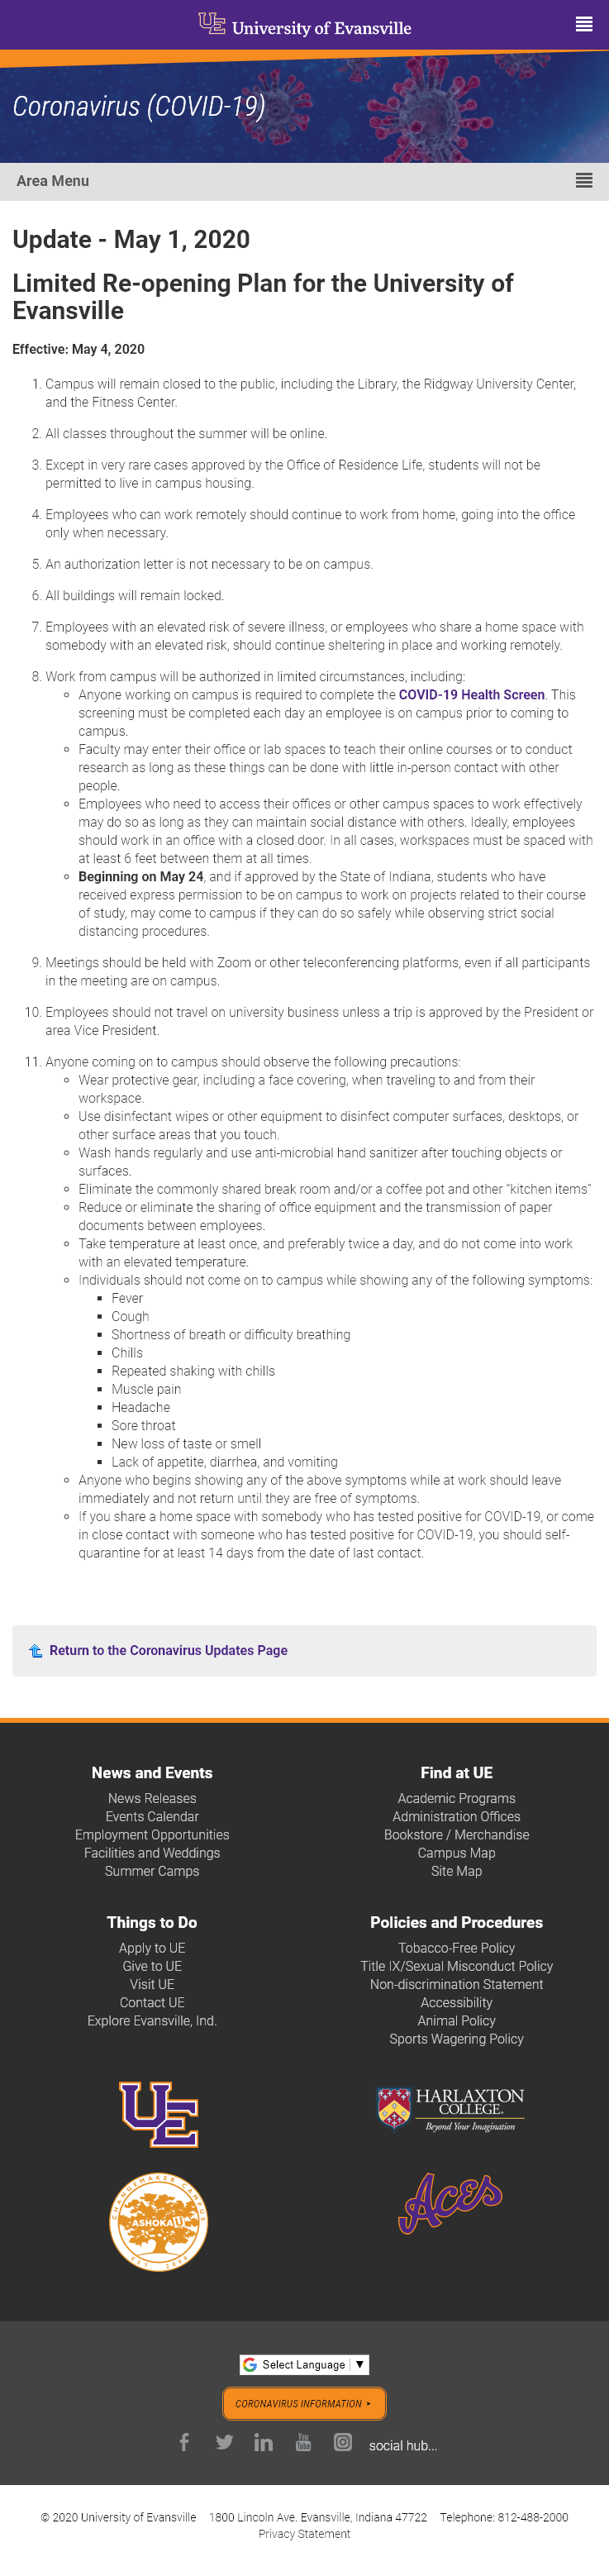 UE University of Evansville
Coronavirus (COVID-19)
Area Menu
Update - May 1, 2020
Limited Re-opening Plan for the University of
Evansville
Effective: May 4, 2020
1. Campus will remain closed to the public, including the Library, the Ridgway University Center,
and the Fitness Center.
2. All classes throughout the summer will be online.
3. Except in very rare cases approved by the Office of Residence Life, students will not be
permitted to live in campus housing.
4. Employees who can work remotely should continue to work from home, going into the office
only when necessary.
5. An authorization letter is not necessary to be on campus.
6. All buildings will remain locked.
7. Employees with an elevated risk of severe illness, or employees who share a home space with
somebody with an elevated risk, should continue sheltering in place and working remotely.
8. Work from campus will be authorized in limited circumstances, including:
◦ Anyone working on campus is required to complete the COVID-19 Health Screen. This
screening must be completed each day an employee is on campus prior to coming to
campus.
◦ Faculty may enter their office or lab spaces to teach their online courses or to conduct
research as long as these things can be done with little in-person contact with other
people.
◦ Employees who need to access their offices or other campus spaces to work effectively
may do so as long as they can maintain social distance with others. Ideally, employees
should work in an office with a closed door. In all cases, workspaces must be spaced with
at least 6 feet between them at all times.
◦ Beginning on May 24, and if approved by the State of Indiana, students who have
received express permission to be on campus to work on projects related to their course
of study, may come to campus if they can do so safely while observing strict social
distancing procedures.
9. Meetings should be held with Zoom or other teleconferencing platforms, even if all participants
in the meeting are on campus.
10. Employees should not travel on university business unless a trip is approved by the President or
area Vice President.
11. Anyone coming on to campus should observe the following precautions:
◦ Wear protective gear, including a face covering, when traveling to and from their
workspace.
◦ Use disinfectant wipes or other equipment to disinfect computer surfaces, desktops, or
other surface areas that you touch.
◦ Wash hands regularly and use anti-microbial hand sanitizer after touching objects or
surfaces.
◦ Eliminate the commonly shared break room and/or a coffee pot and other “kitchen items”
◦ Reduce or eliminate the sharing of office equipment and the transmission of paper
documents between employees.
◦ Take temperature at least once, and preferably twice a day, and do not come into work
with an elevated temperature.
◦ Individuals should not come on to campus while showing any of the following symptoms:
▪ Fever
▪ Cough
▪ Shortness of breath or difficulty breathing
▪ Chills
▪ Repeated shaking with chills
▪ Muscle pain
▪ Headache
▪ Sore throat
▪ New loss of taste or smell
▪ Lack of appetite, diarrhea, and vomiting
◦ Anyone who begins showing any of the above symptoms while at work should leave
immediately and not return until they are free of symptoms.
◦ If you share a home space with somebody who has tested positive for COVID-19, or come
in close contact with someone who has tested positive for COVID-19, you should self-
quarantine for at least 14 days from the date of last contact.
Return to the Coronavirus Updates Page
News and Events
News Releases
Events Calendar
Employment Opportunities
Facilities and Weddings
Summer Camps
Find at UE
Academic Programs
Administration Offices
Bookstore / Merchandise
Campus Map
Site Map
Things to Do
Apply to UE
Give to UE
Visit UE
Contact UE
Explore Evansville, Ind.
Policies and Procedures
Tobacco-Free Policy
Title IX/Sexual Misconduct Policy
Non-discrimination Statement
Accessibility
Animal Policy
Sports Wagering Policy
UE
HARLAXTON
COLLEGE
Beyond Your Imagination
CHANGEMAKER CAMPUS
ASHOKA U
Aces
Select Language ▼
CORONAVIRUS INFORMATION ▸
You
Tube
social hub...
© 2020 University of Evansville 1800 Lincoln Ave. Evansville, Indiana 47722 Telephone: 812-488-2000
Privacy Statement